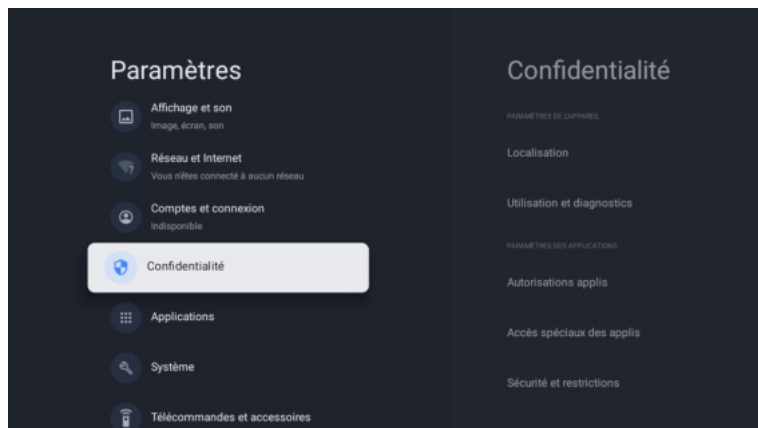 Paramètres
Affichage et son
Image, écran, son
Réseau et Internet
Vous n'êtes connecté à aucun réseau
Comptes et connexion
Indisponible
Confidentialité
Applications
Système
Télécommandes et accessoires
Confidentialité
PARAMÈTRES DE L'APPAREIL
Localisation
Utilisation et diagnostics
PARAMÈTRES DES APPLICATIONS
Autorisations applis
Accès spéciaux des applis
Sécurité et restrictions